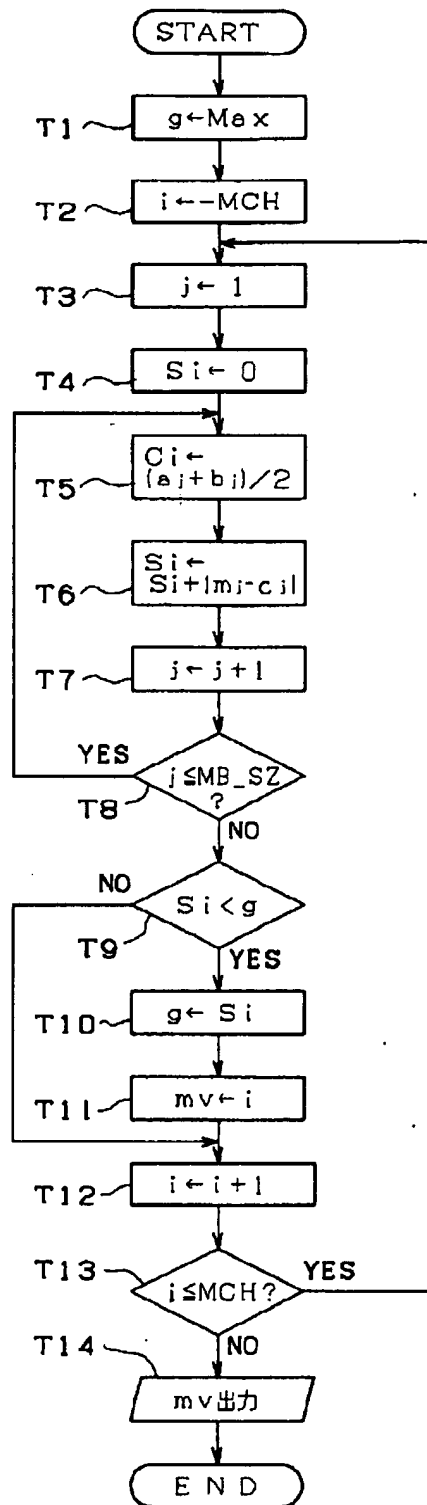 START
T1
g←Max
T2
i←-MCH
T3
j←1
T4
Si←0
T5
Ci←
(aj+bj)/2
T6
Si←
Si+|mj-cj|
T7
j←j+1
YES
T8
j≤MB_SZ
?
NO
NO
T9
Si<g
YES
T10
g←Si
T11
mv←i
T12
i←i+1
T13
i≤MCH?
YES
NO
T14
mv出力
END